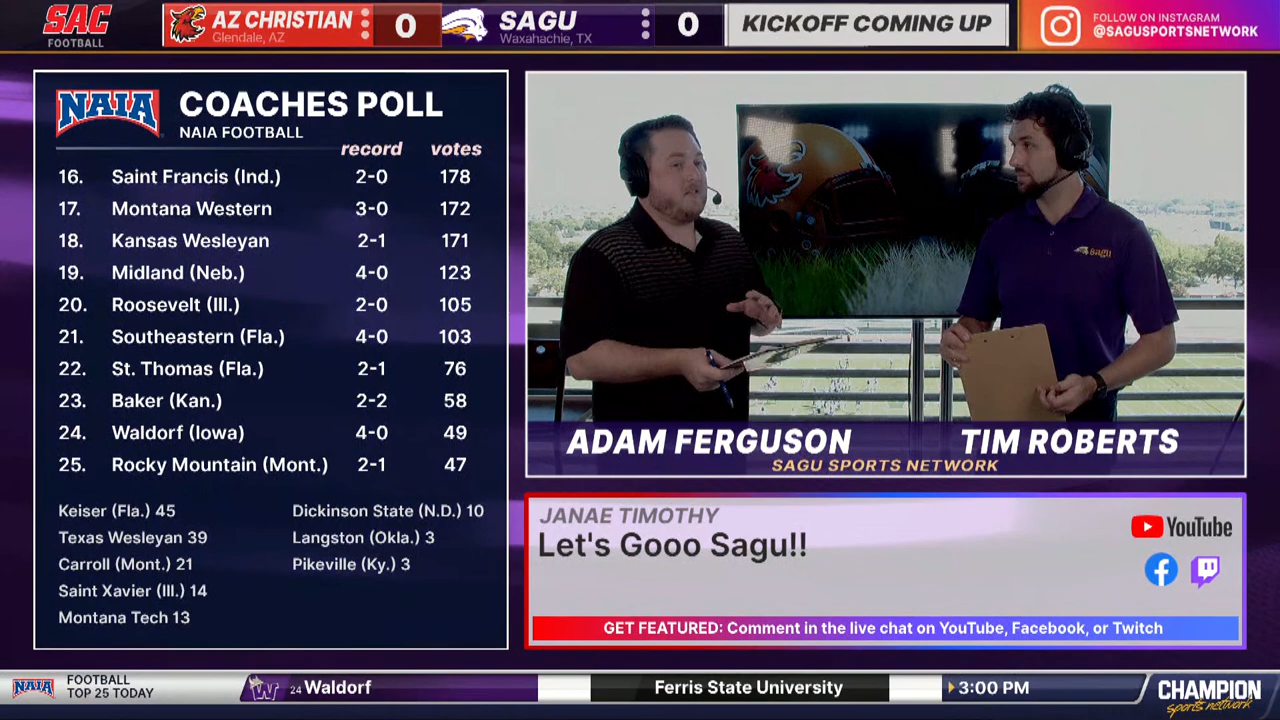 SAC
FOOTBALL
AZ CHRISTIAN
Glendale, AZ
0
SAGU
Waxahachie, TX
0
KICKOFF COMING UP
FOLLOW ON INSTAGRAM
@SAGUSPORTSNETWORK
NAIA
COACHES POLL
NAIA FOOTBALL
record votes
16. Saint Francis (Ind.) 2-0 178
17. Montana Western 3-0 172
18. Kansas Wesleyan 2-1 171
19. Midland (Neb.) 4-0 123
20. Roosevelt (Ill.) 2-0 105
21. Southeastern (Fla.) 4-0 103
22. St. Thomas (Fla.) 2-1 76
23. Baker (Kan.) 2-2 58
24. Waldorf (Iowa) 4-0 49
25. Rocky Mountain (Mont.) 2-1 47
Keiser (Fla.) 45 Dickinson State (N.D.) 10
Texas Wesleyan 39 Langston (Okla.) 3
Carroll (Mont.) 21 Pikeville (Ky.) 3
Saint Xavier (Ill.) 14
Montana Tech 13
sagu
ADAM FERGUSON TIM ROBERTS
SAGU SPORTS NETWORK
JANAE TIMOTHY
Let's Gooo Sagu!!
YouTube
GET FEATURED: Comment in the live chat on YouTube, Facebook, or Twitch
NAIA
FOOTBALL
TOP 25 TODAY
W
24 Waldorf
Ferris State University
3:00 PM
CHAMPION
sports network